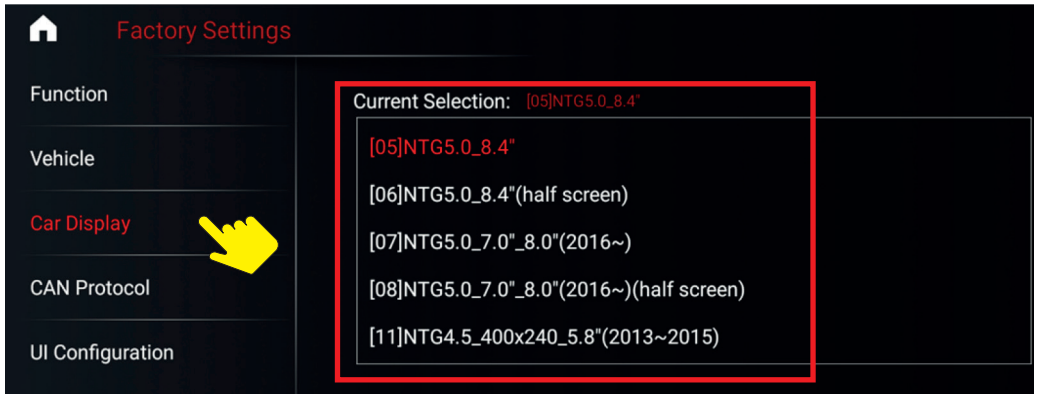 Factory Settings
Function
Vehicle
Car Display
CAN Protocol
UI Configuration
Current Selection: [05]NTG5.0_8.4"
[05]NTG5.0_8.4"
[06]NTG5.0_8.4"(half screen)
[07]NTG5.0_7.0"_8.0"(2016~)
[08]NTG5.0_7.0"_8.0"(2016~)(half screen)
[11]NTG4.5_400x240_5.8"(2013~2015)